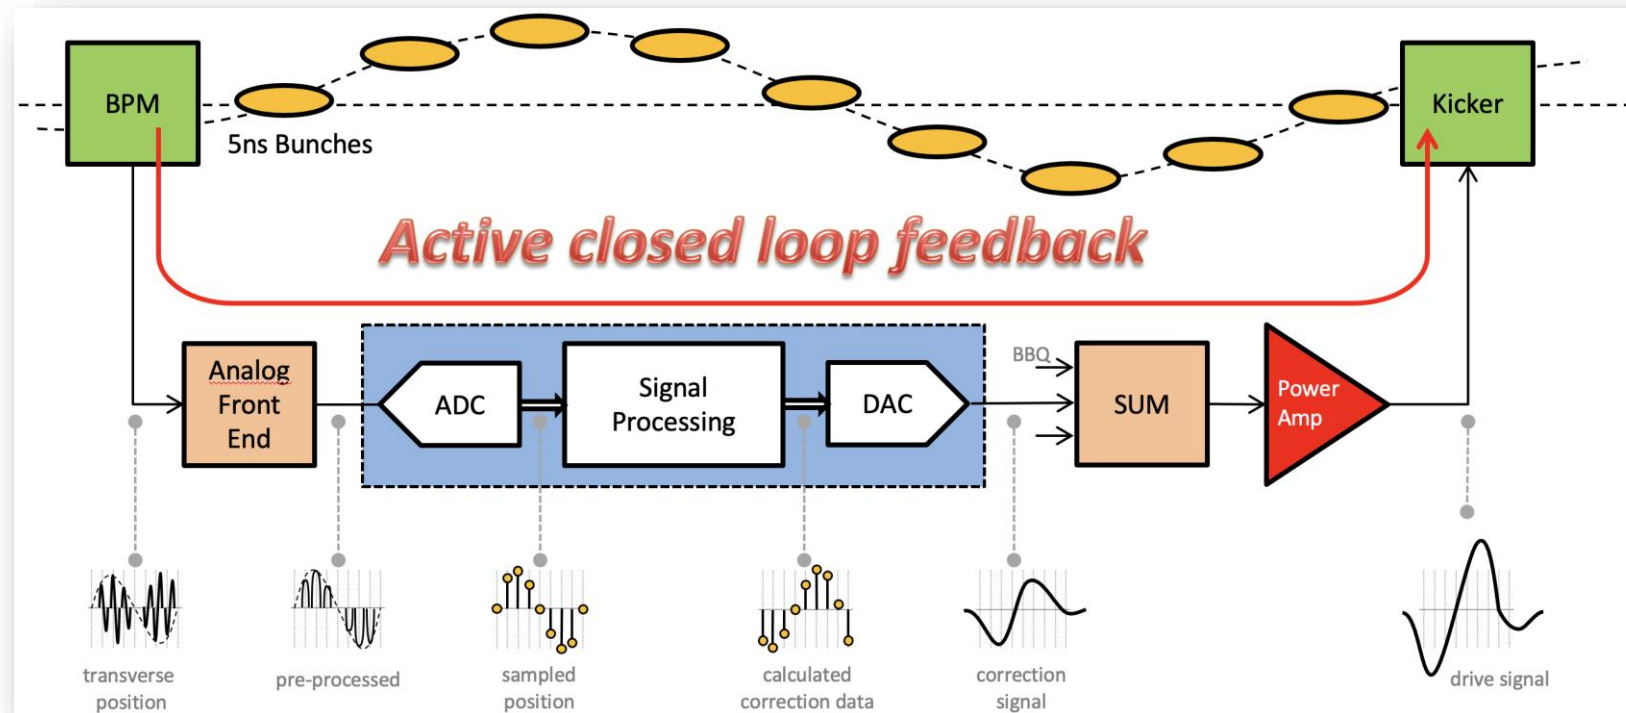 BPM
Kicker
5ns Bunches
Active closed loop feedback
Analog
Front
End
ADC
Signal
Processing
DAC
BBQ
SUM
Power
Amp
transverse
position
pre-processed
sampled
position
calculated
correction data
correction
signal
drive signal